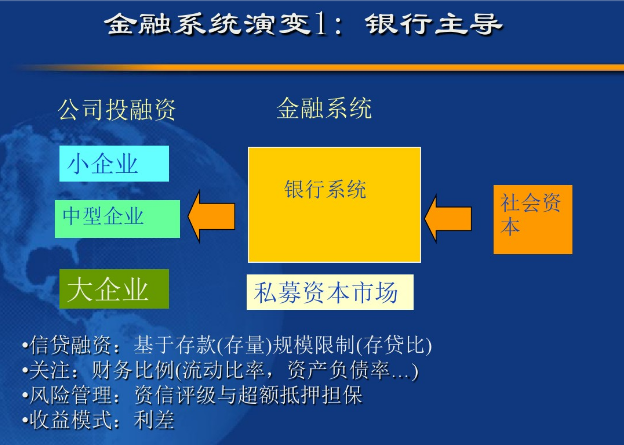 金融系统演变1：银行主导
公司投融资
金融系统
小企业
银行系统
中型企业
社会资
本
大企业
私募资本市场
•信贷融资：基于存款(存量)规模限制(存贷比)
•关注：财务比例(流动比率，资产负债率…)
•风险管理：资信评级与超额抵押担保
•收益模式：利差